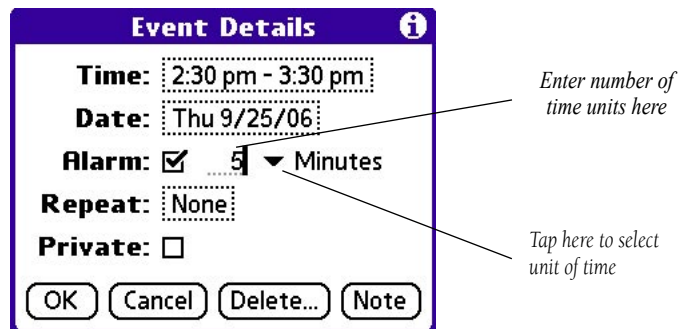 Event Details
Time: 2:30 pm - 3:30 pm
Date: Thu 9/25/06
Alarm: 5 Minutes
Repeat: None
Private:
OK Cancel Delete... Note
Enter number of
time units here
Tap here to select
unit of time